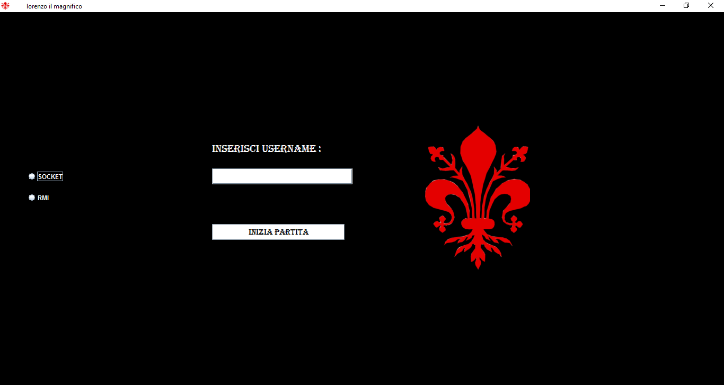 lorenzo il magnifico
INSERISCI USERNAME :
SOCKET
RMI
INIZIA PARTITA